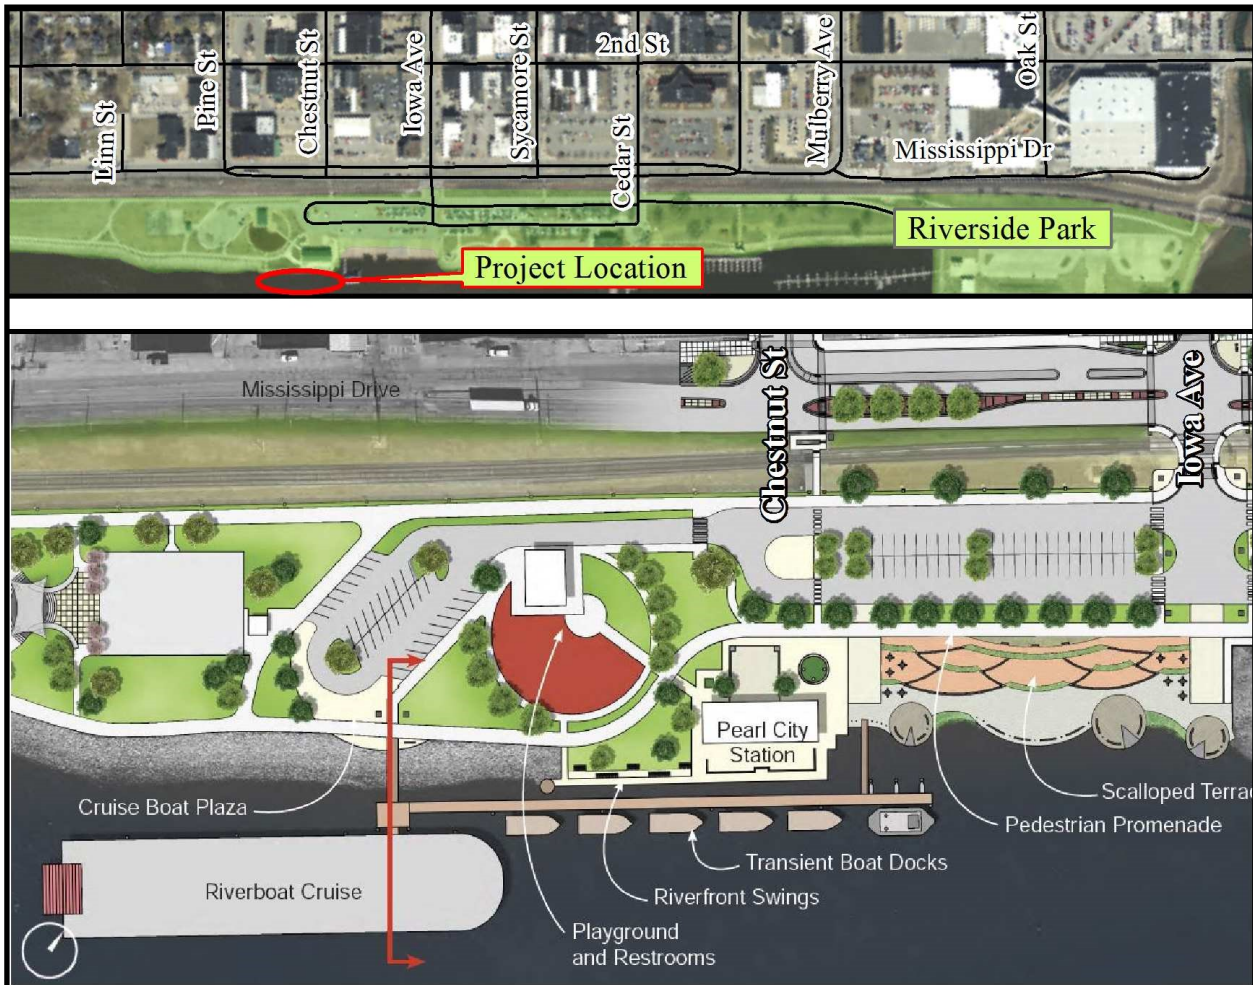 2nd St
Linn St
Pine St
Chestnut St
Iowa Ave
Sycamore St
Cedar St
Mulberry Ave
Oak St
Mississippi Dr
Riverside Park
Project Location
Mississippi Drive
Chestnut St
Iowa Ave
Pearl City
Station
Cruise Boat Plaza
Scalloped Terrac
Pedestrian Promenade
Transient Boat Docks
Riverboat Cruise
Riverfront Swings
Playground
and Restrooms